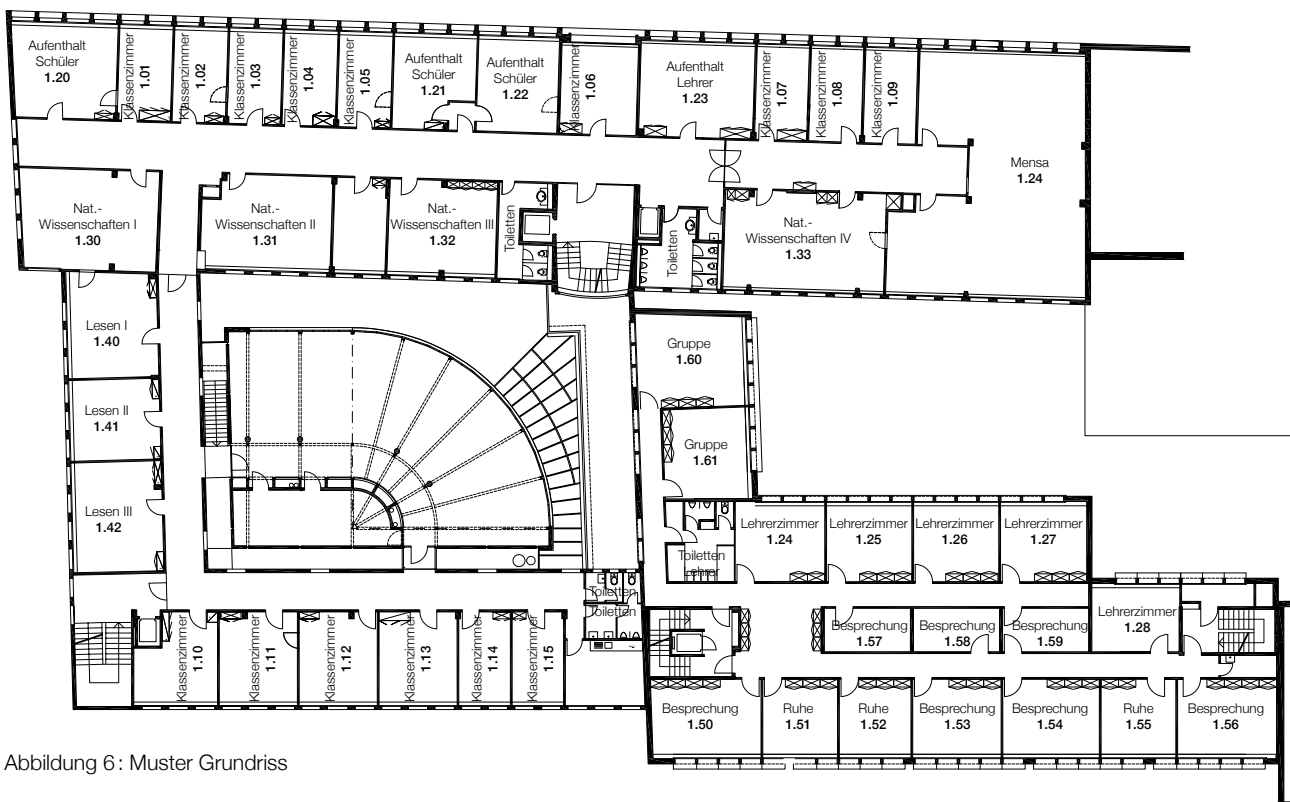 Aufenthalt
Schüler
1.20
Klassenzimmer
1.01
Klassenzimmer
1.02
Klassenzimmer
1.03
Klassenzimmer
1.04
Klassenzimmer
1.05
Aufenthalt
Schüler
1.21
Aufenthalt
Schüler
1.22
Klassenzimmer
1.06
Aufenthalt
Lehrer
1.23
Klassenzimmer
1.07
Klassenzimmer
1.08
Klassenzimmer
1.09
Mensa
1.24
Nat.-
Wissenschaften I
1.30
Nat.-
Wissenschaften II
1.31
Nat.-
Wissenschaften III
1.32
Toiletten
Toiletten
Nat.-
Wissenschaften IV
1.33
Lesen I
1.40
Lesen II
1.41
Lesen III
1.42
Gruppe
1.60
Gruppe
1.61
Toiletten
Lehrer
Lehrerzimmer
1.24
Lehrerzimmer
1.25
Lehrerzimmer
1.26
Lehrerzimmer
1.27
Toiletten
Toiletten
Klassenzimmer
1.10
Klassenzimmer
1.11
Klassenzimmer
1.12
Klassenzimmer
1.13
Klassenzimmer
1.14
Klassenzimmer
1.15
Besprechung
1.57
Besprechung
1.58
Besprechung
1.59
Lehrerzimmer
1.28
Besprechung
1.50
Ruhe
1.51
Ruhe
1.52
Besprechung
1.53
Besprechung
1.54
Ruhe
1.55
Besprechung
1.56
Abbildung 6: Muster Grundriss